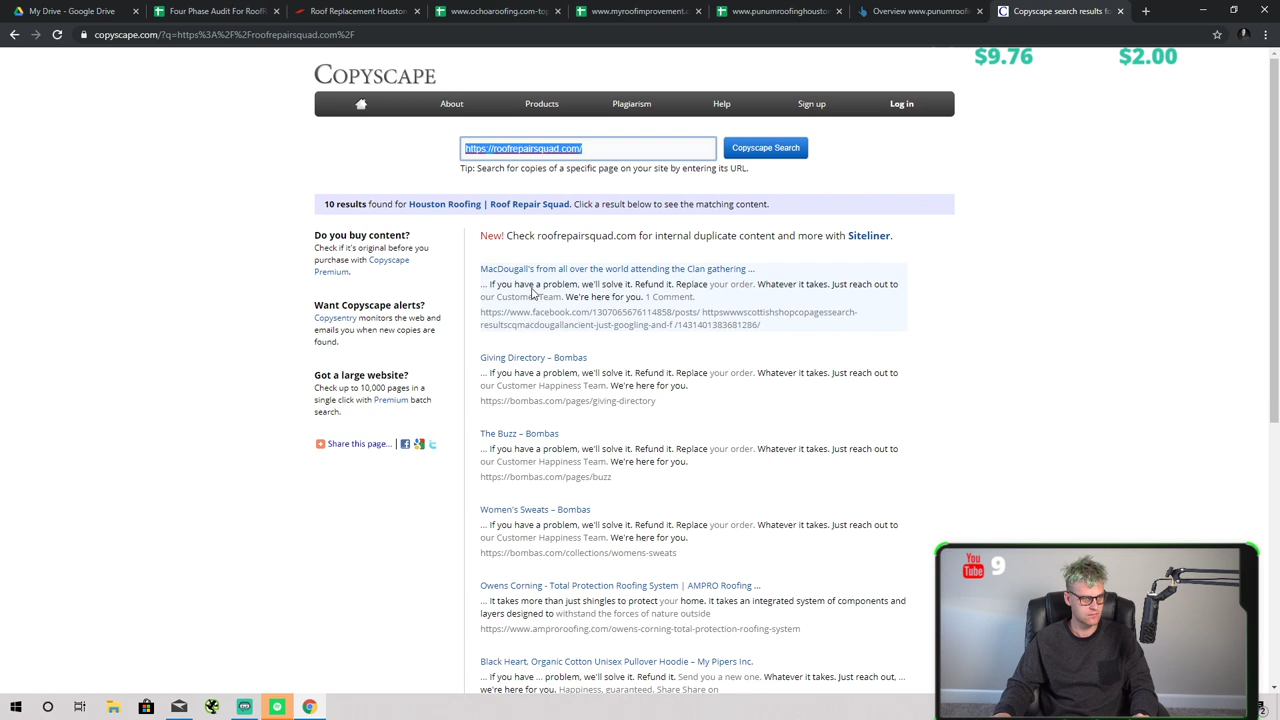 My Drive - Google Drive
Four Phase Audit For RoofR
Roof Replacement Houston
www.ochoaroofing.com-top
www.myroofimprovement.c
www.punumroofinghouston
Overview: www.punumroofin
Copyscape search results fo
copyscape.com/?q=https%3A%2F%2Froofrepairsquad.com%2F
$9.76 $2.00
COPYSCAPE
About Products Plagiarism Help Sign up Log in
https://roofrepairsquad.com/ Copyscape Search
Tip: Search for copies of a specific page on your site by entering its URL.
10 results found for Houston Roofing | Roof Repair Squad. Click a result below to see the matching content.
Do you buy content?
Check if it's original before you
purchase with Copyscape
Premium.
Want Copyscape alerts?
Copysentry monitors the web and
emails you when new copies are
found.
Got a large website?
Check up to 10,000 pages in a
single click with Premium batch
search.
Share this page... |
New! Check roofrepairsquad.com for internal duplicate content and more with Siteliner.
MacDougall's from all over the world attending the Clan gathering ...
... If you have a problem, we'll solve it. Refund it. Replace your order. Whatever it takes. Just reach out to
our Customer Team. We're here for you. 1 Comment.
https://www.facebook.com/1307065676114858/posts/ httpswwwscottishshopcopagessearch-
resultscqmacdougallancient-just-googling-and-f /1431401383681286/
Giving Directory – Bombas
... If you have a problem, we'll solve it. Refund it. Replace your order. Whatever it takes. Just reach out to
our Customer Happiness Team. We're here for you.
https://bombas.com/pages/giving-directory
The Buzz – Bombas
... If you have a problem, we'll solve it. Refund it. Replace your order. Whatever it takes. Just reach out to
our Customer Happiness Team. We're here for you.
https://bombas.com/pages/buzz
Women's Sweats – Bombas
... If you have a problem, we'll solve it. Refund it. Replace your order. Whatever it takes. Just reach out to
our Customer Happiness Team. We're here for you.
https://bombas.com/collections/womens-sweats
Owens Corning - Total Protection Roofing System | AMPRO Roofing ...
... It takes more than just shingles to protect your home. It takes an integrated system of components and
layers designed to withstand the forces of nature outside
https://www.amproroofing.com/owens-corning-total-protection-roofing-system
Black Heart, Organic Cotton Unisex Pullover Hoodie – My Pipers Inc.
... If you ... problem, we'll solve it. Refund it. Send you a new one. Whatever it takes. Just reach out, ...
we're here for you. Happiness, guaranteed. Share Share on
You
Tube 9
2